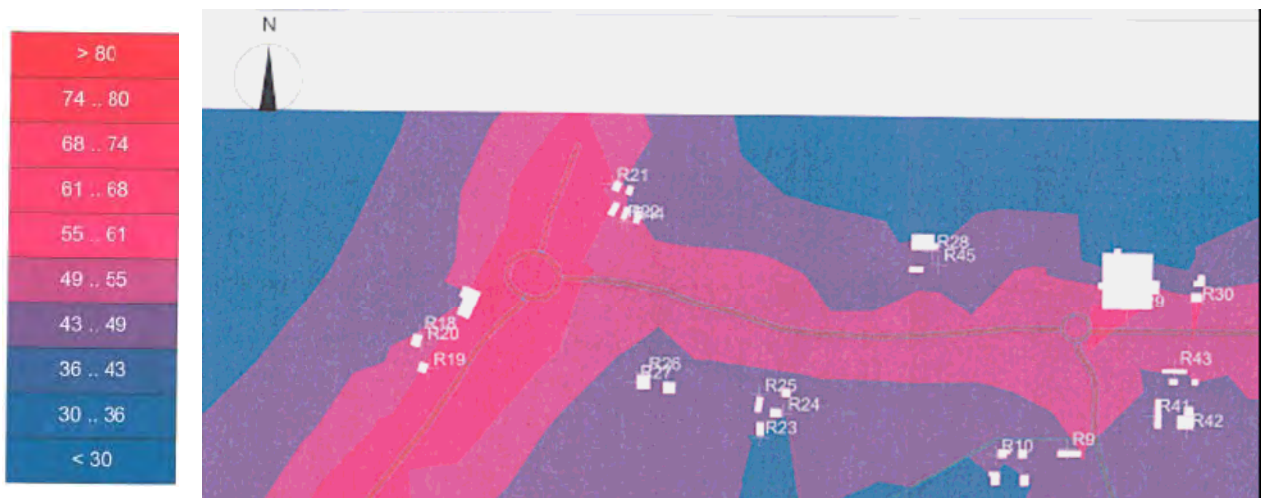 N
> 80
74 .. 80
68 .. 74
61 .. 68
55 .. 61
49 .. 55
43 .. 49
36 .. 43
30 .. 36
< 30
R21
R28
R45
R30
R18
R20
R19
R26
R27
R25
R24
R23
R43
R41
R42
R10
R9